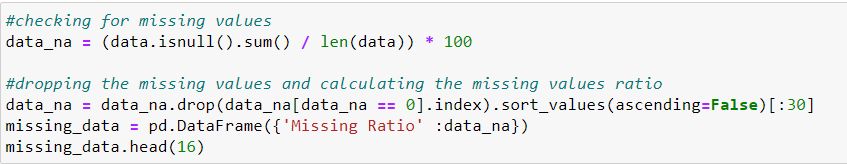 #checking for missing values
data_na = (data.isnull().sum() / len(data)) * 100
#dropping the missing values and calculating the missing values ratio
data_na = data_na.drop(data_na[data_na == 0].index).sort_values(ascending=False)[:30]
missing_data = pd.DataFrame({'Missing Ratio' :data_na})
missing_data.head(16)